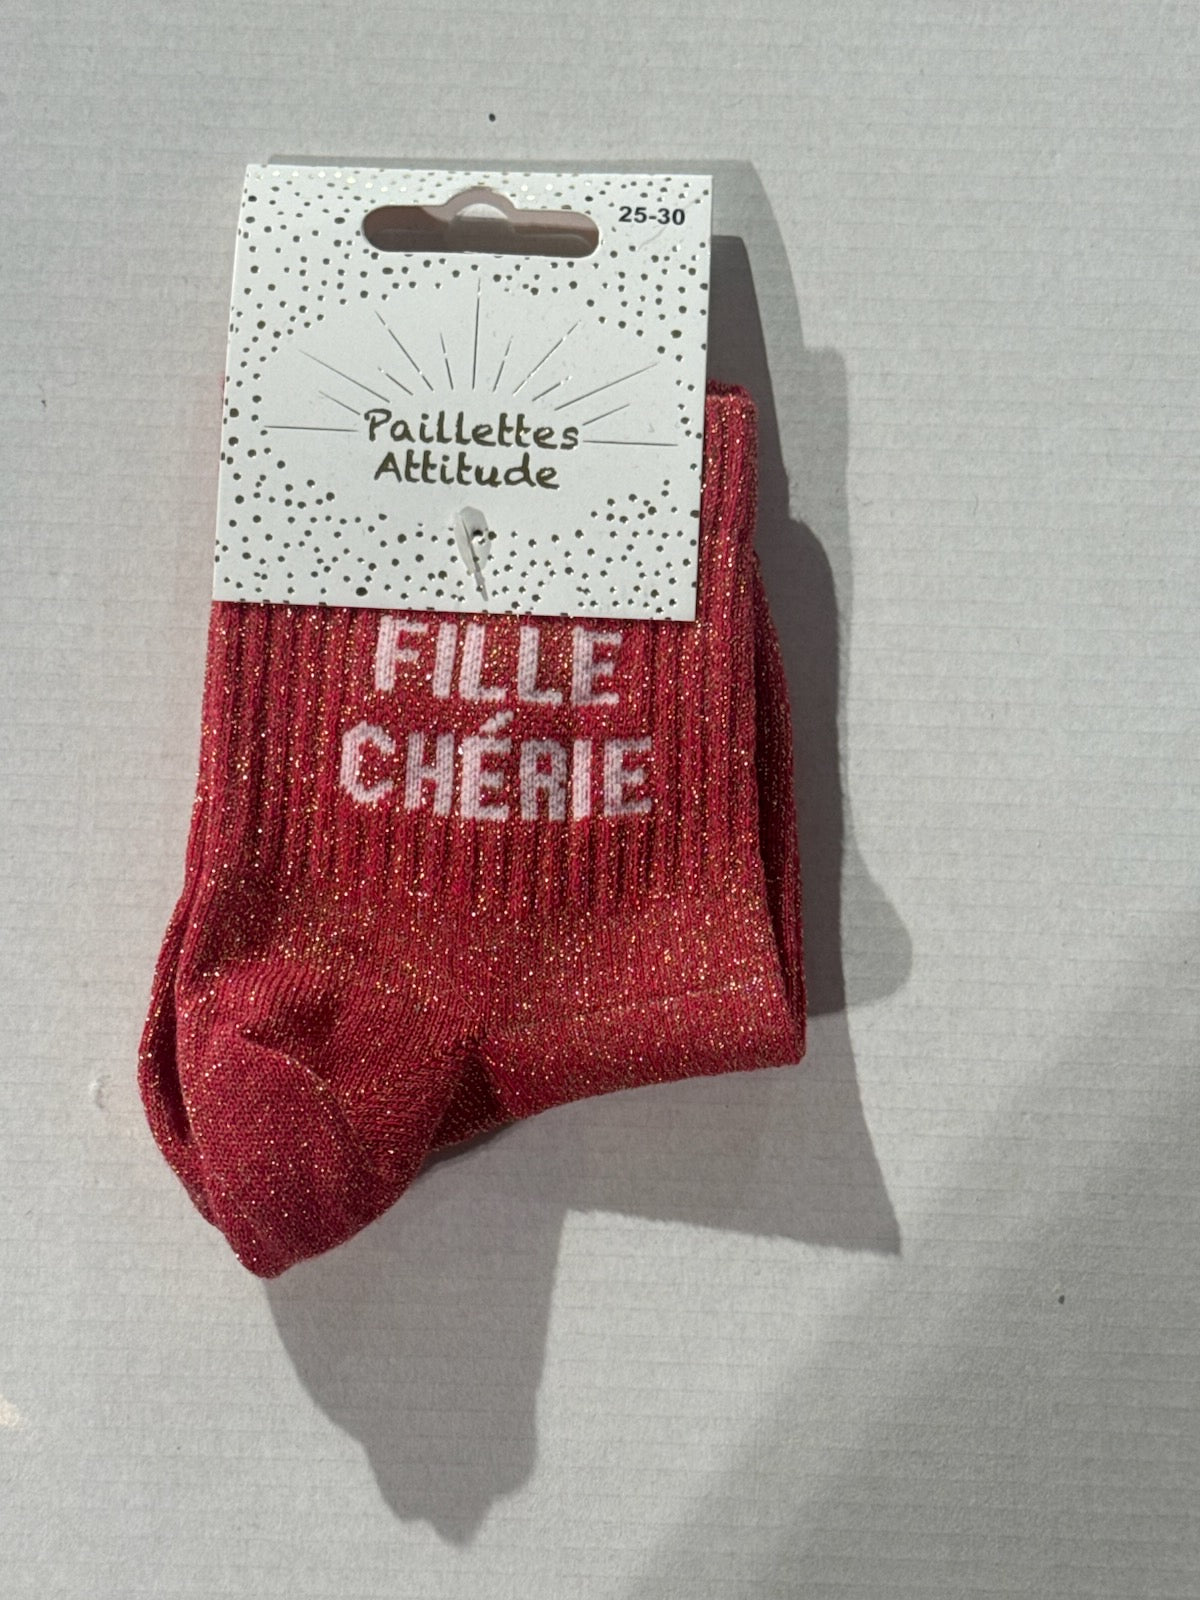 25-30
Paillettes
Attitude
FILLE
CHÉRIE